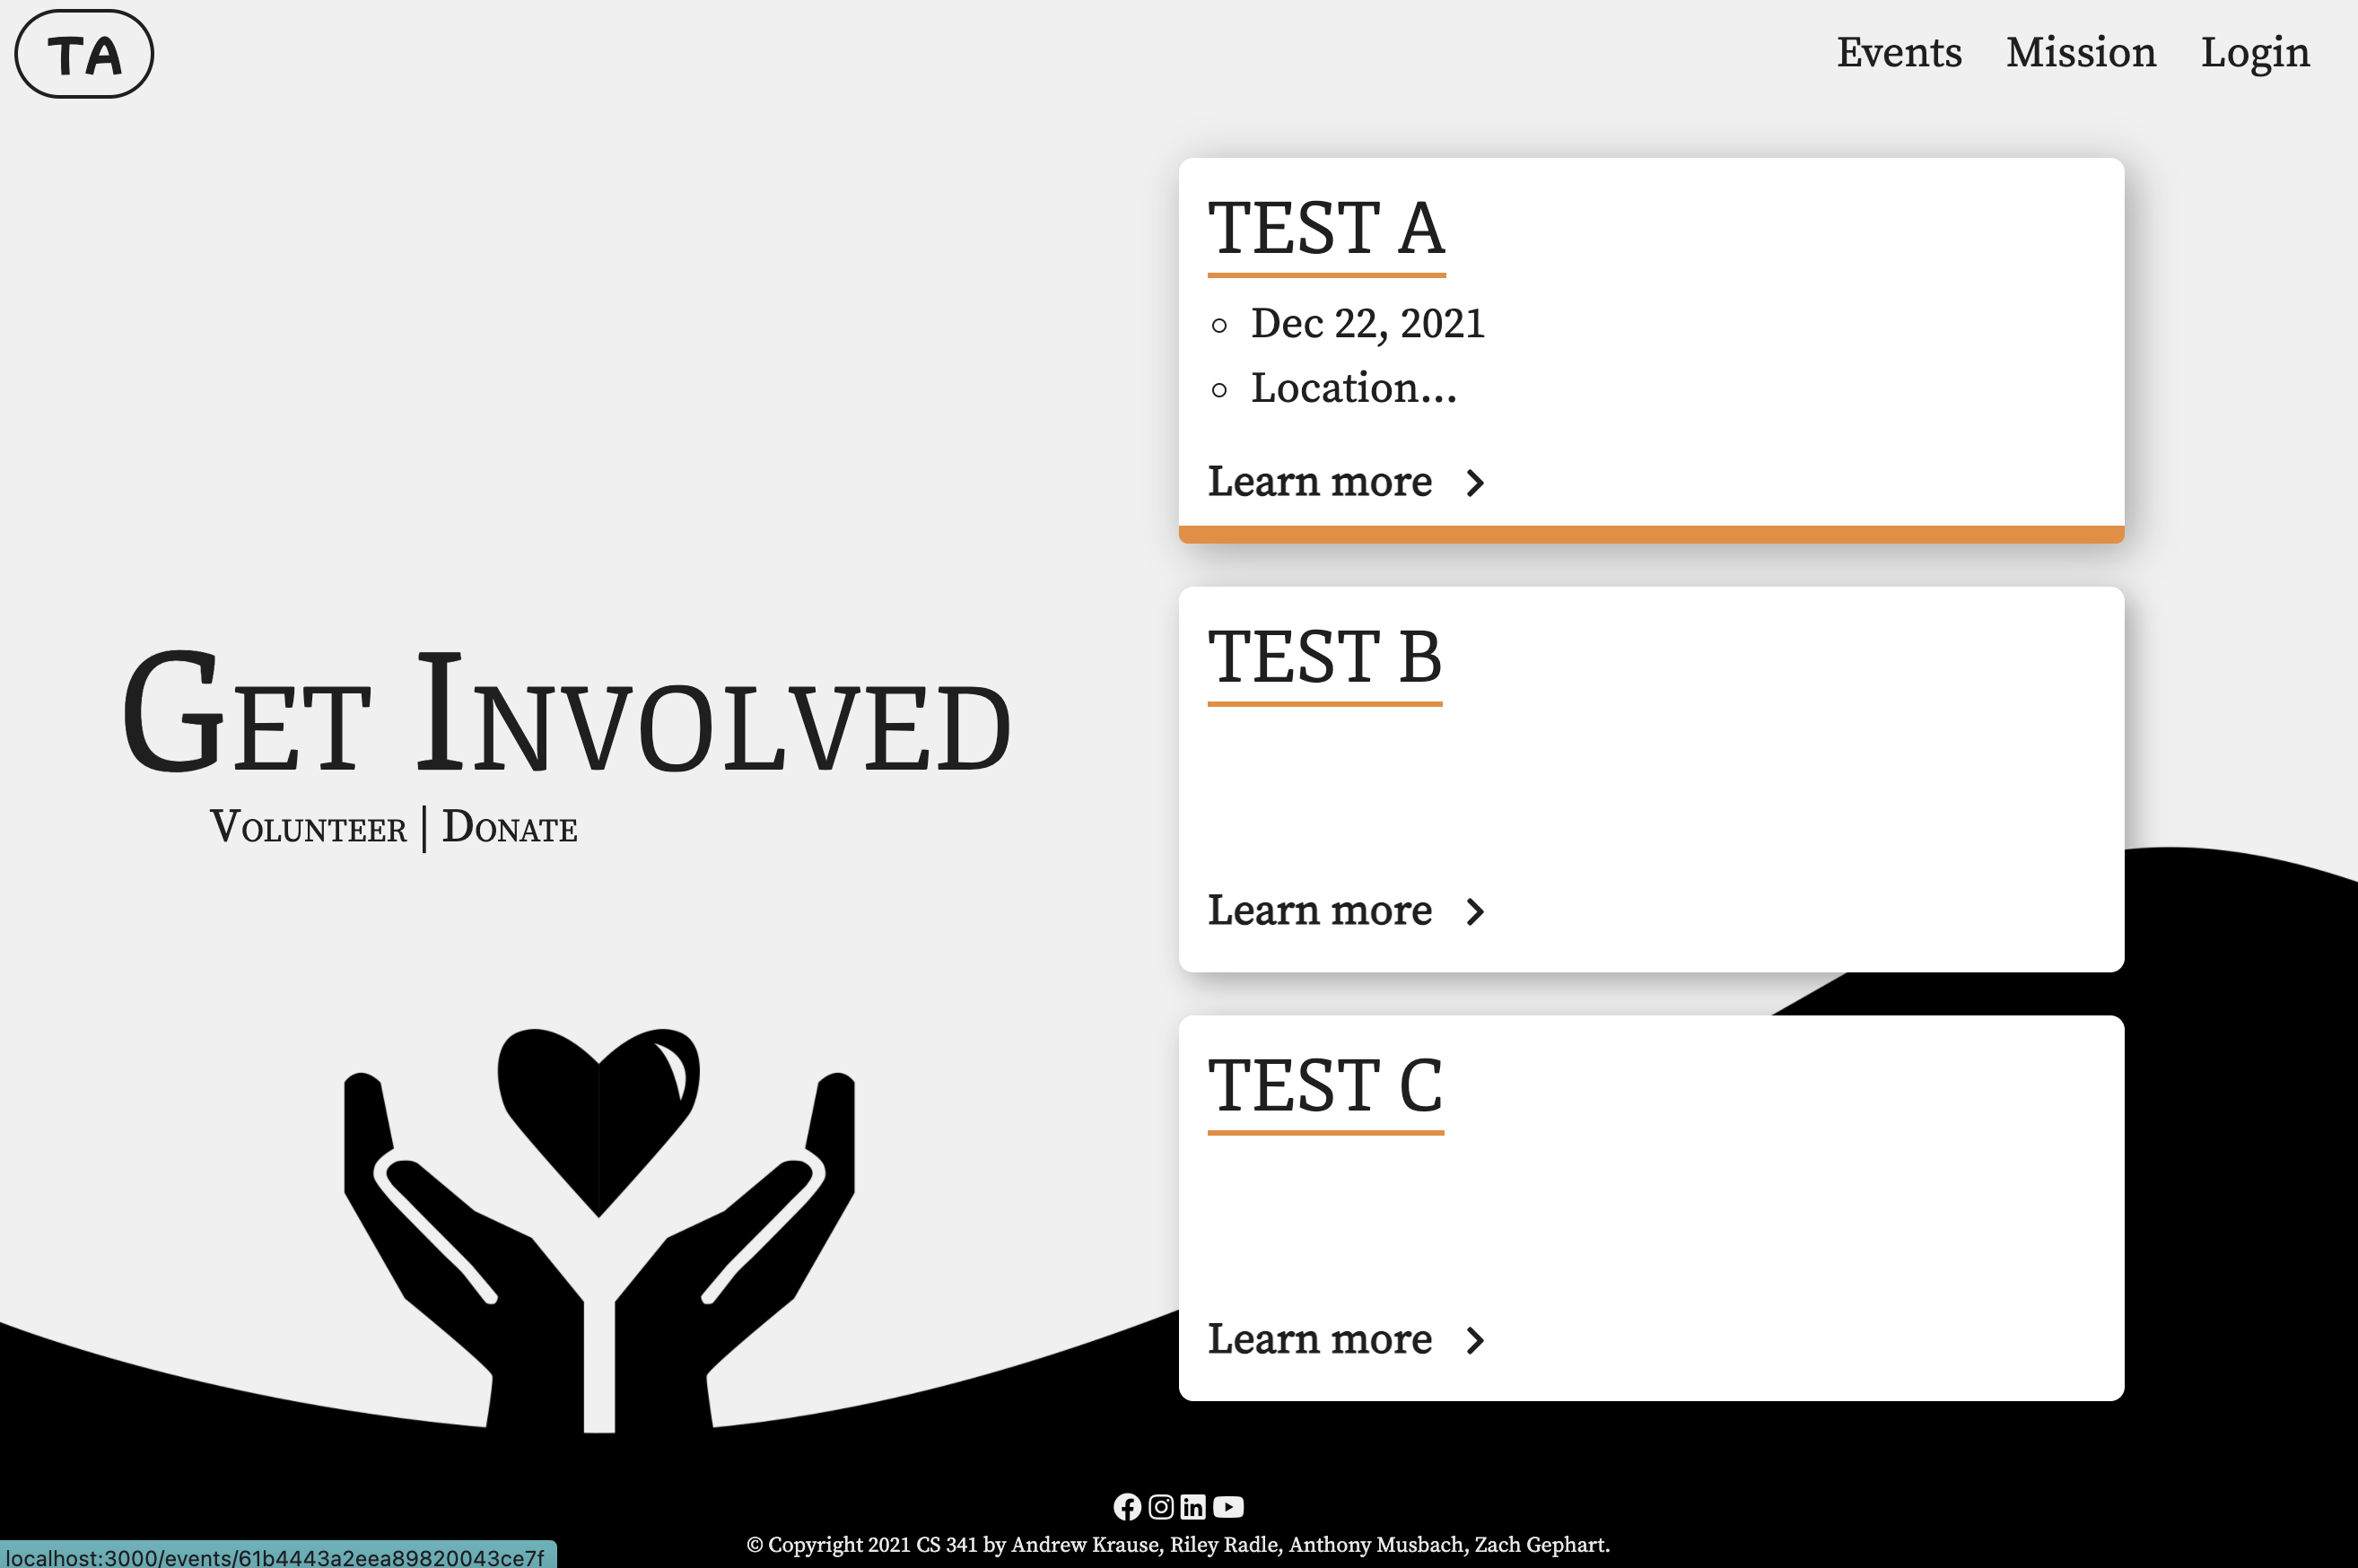 TA
Events Mission Login
TEST A
Dec 22, 2021
Location...
Learn more
Get Involved
Volunteer | Donate
TEST B
Learn more
TEST C
Learn more
© Copyright 2021 CS 341 by Andrew Krause, Riley Radle, Anthony Musbach, Zach Gephart.
localhost:3000/events/61b4443a2eea89820043ce7f